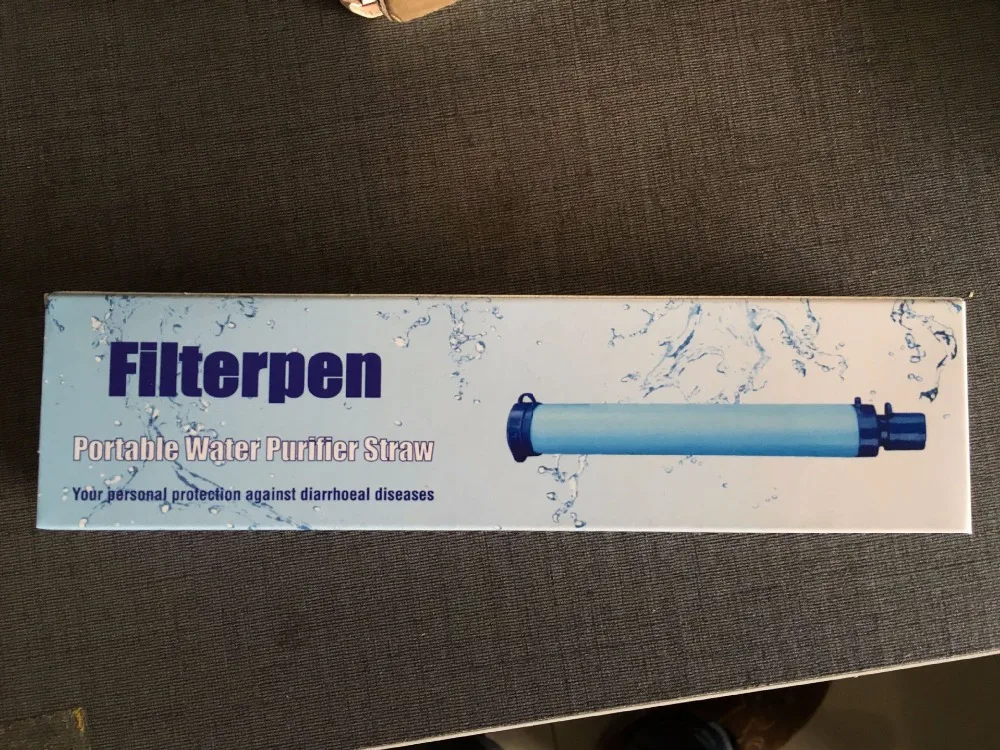 Filterpen
Portable Water Purifier Straw
Your personal protection against diarrhoeal diseases